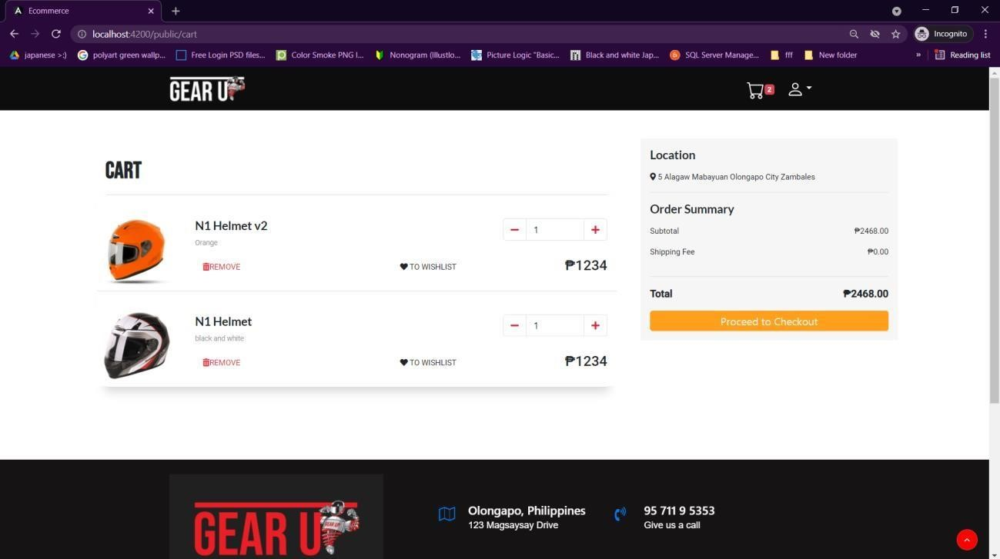 Ecommerce
localhost:4200/public/cart
Incognito
japanese >:)
polyart green wallp...
Free Login PSD files...
Color Smoke PNG I...
Nonogram (Illustlo...
Picture Logic "Basic...
Black and white Jap...
SQL Server Manage...
fff
New folder
»
Reading list
GEAR UP
2
CART
N1 Helmet v2
Orange
1
REMOVE
TO WISHLIST
₱1234
N1 Helmet
black and white
1
REMOVE
TO WISHLIST
₱1234
Location
5 Alagaw Mabayuan Olongapo City Zambales
Order Summary
Subtotal ₱2468.00
Shipping Fee ₱0.00
Total ₱2468.00
Proceed to Checkout
GEAR UP
GEAR UP
Olongapo, Philippines
123 Magsaysay Drive
95 711 9 5353
Give us a call